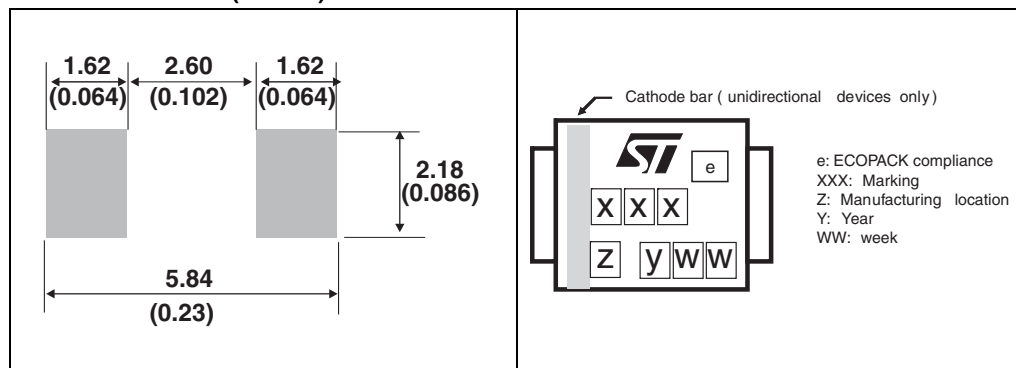 1.62 2.60 1.62
(0.064) (0.102) (0.064)
2.18
(0.086)
5.84
(0.23)
Cathode bar ( unidirectional devices only )
ST
e
x x x
z y w w
e: ECOPACK compliance
XXX: Marking
Z: Manufacturing location
Y: Year
WW: week